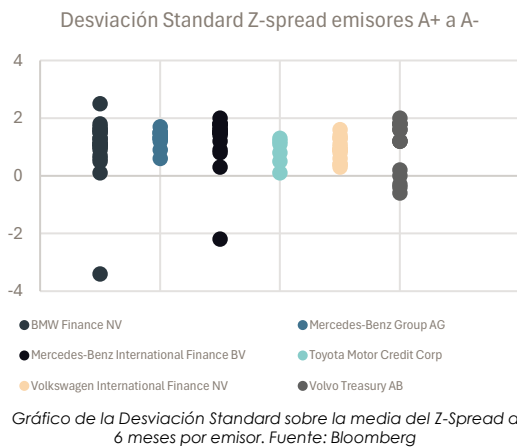 Desviación Standard Z-spread emisores A+ a A-
4
2
0
-2
-4
BMW Finance NV
Mercedes-Benz Group AG
Mercedes-Benz International Finance BV
Toyota Motor Credit Corp
Volkswagen International Finance NV
Volvo Treasury AB
Gráfico de la Desviación Standard sobre la media del Z-Spread a
6 meses por emisor. Fuente: Bloomberg